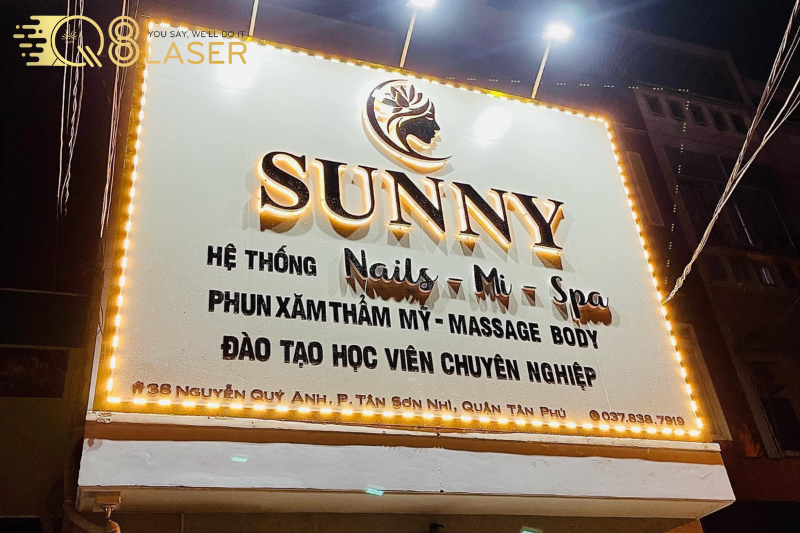 Q8 YOU SAY, WE'LL DO IT
LASER
SUNNY
HỆ THỐNG Nails - Mi - Spa
PHUN XĂM THẨM MỸ - MASSAGE BODY
ĐÀO TẠO HỌC VIÊN CHUYÊN NGHIỆP
38 NGUYỄN QUÝ ANH, P. TÂN SƠN NHÌ, QUẬN TÂN PHÚ 037.838.7919